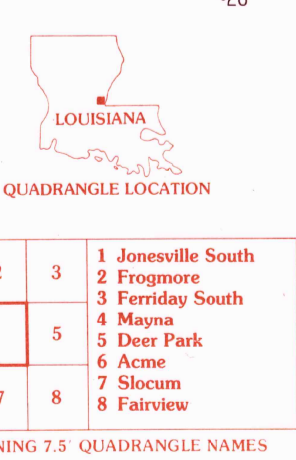 LOUISIANA
QUADRANGLE LOCATION
3
5
8
1 Jonesville South
2 Frogmore
3 Ferriday South
4 Mayna
5 Deer Park
6 Acme
7 Slocum
8 Fairview
7.5′ QUADRANGLE NAMES